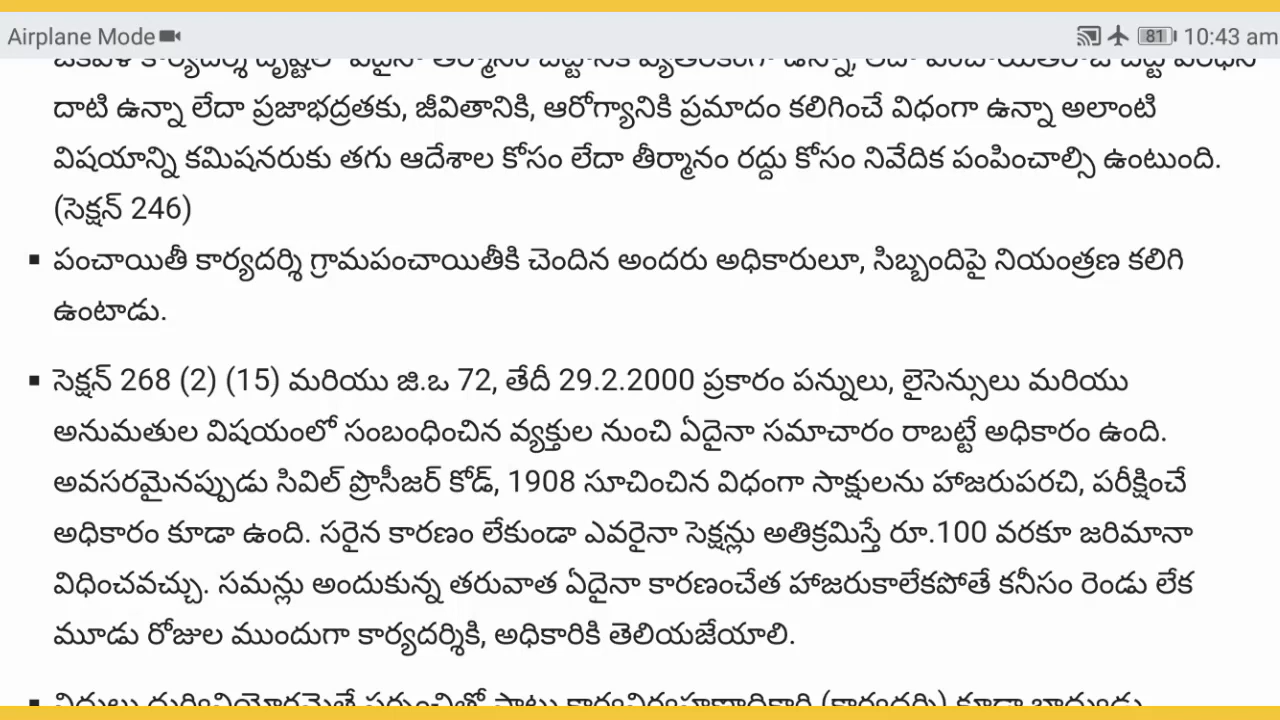 Airplane Mode 81 10:43 am
దాటి ఉన్నా లేదా ప్రజాభద్రతకు, జీవితానికి, ఆరోగ్యానికి ప్రమాదం కలిగించే విధంగా ఉన్నా అలాంటి
విషయాన్ని కమిషనరుకు తగు ఆదేశాల కోసం లేదా తీర్మానం రద్దు కోసం నివేదిక పంపించాల్సి ఉంటుంది.
(సెక్షన్ 246)
▪ పంచాయితీ కార్యదర్శి గ్రామపంచాయితీకి చెందిన అందరు అధికారులూ, సిబ్బందిపై నియంత్రణ కలిగి
ఉంటాడు.
▪ సెక్షన్ 268 (2) (15) మరియు జి.ఒ 72, తేదీ 29.2.2000 ప్రకారం పన్నులు, లైసెన్సులు మరియు
అనుమతుల విషయంలో సంబంధించిన వ్యక్తుల నుంచి ఏదైనా సమాచారం రాబట్టే అధికారం ఉంది.
అవసరమైనప్పుడు సివిల్ ప్రొసీజర్ కోడ్, 1908 సూచించిన విధంగా సాక్షులను హాజరుపరచి, పరీక్షించే
అధికారం కూడా ఉంది. సరైన కారణం లేకుండా ఎవరైనా సెక్షన్లు అతిక్రమిస్తే రూ.100 వరకూ జరిమానా
విధించవచ్చు. సమన్లు అందుకున్న తరువాత ఏదైనా కారణంచేత హాజరుకాలేకపోతే కనీసం రెండు లేక
మూడు రోజుల ముందుగా కార్యదర్శికి, అధికారికి తెలియజేయాలి.